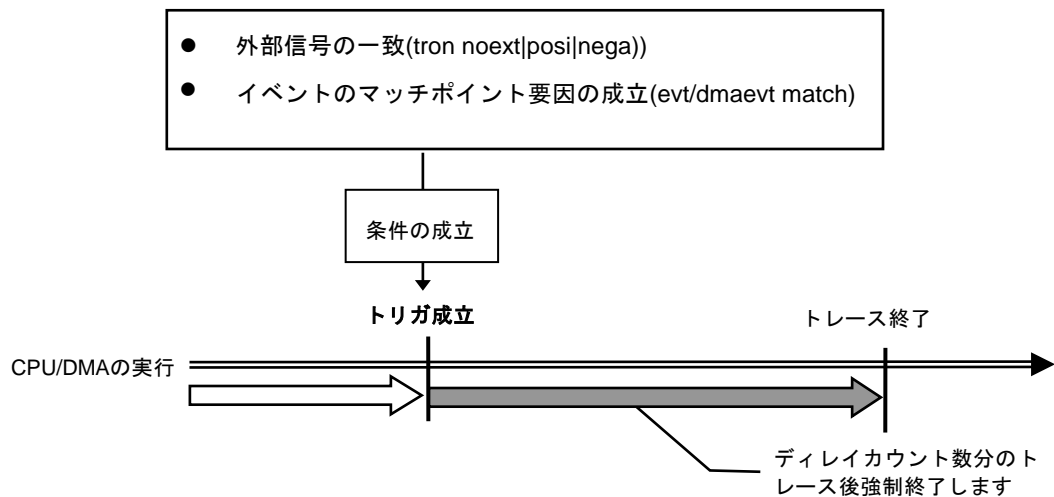 ● 外部信号の一致(tron noext|posi|nega))
● イベントのマッチポイント要因の成立(evt/dmaevt match)
条件の成立
トリガ成立
トレース終了
CPU/DMAの実行
ディレイカウント数分のト
レース後強制終了します